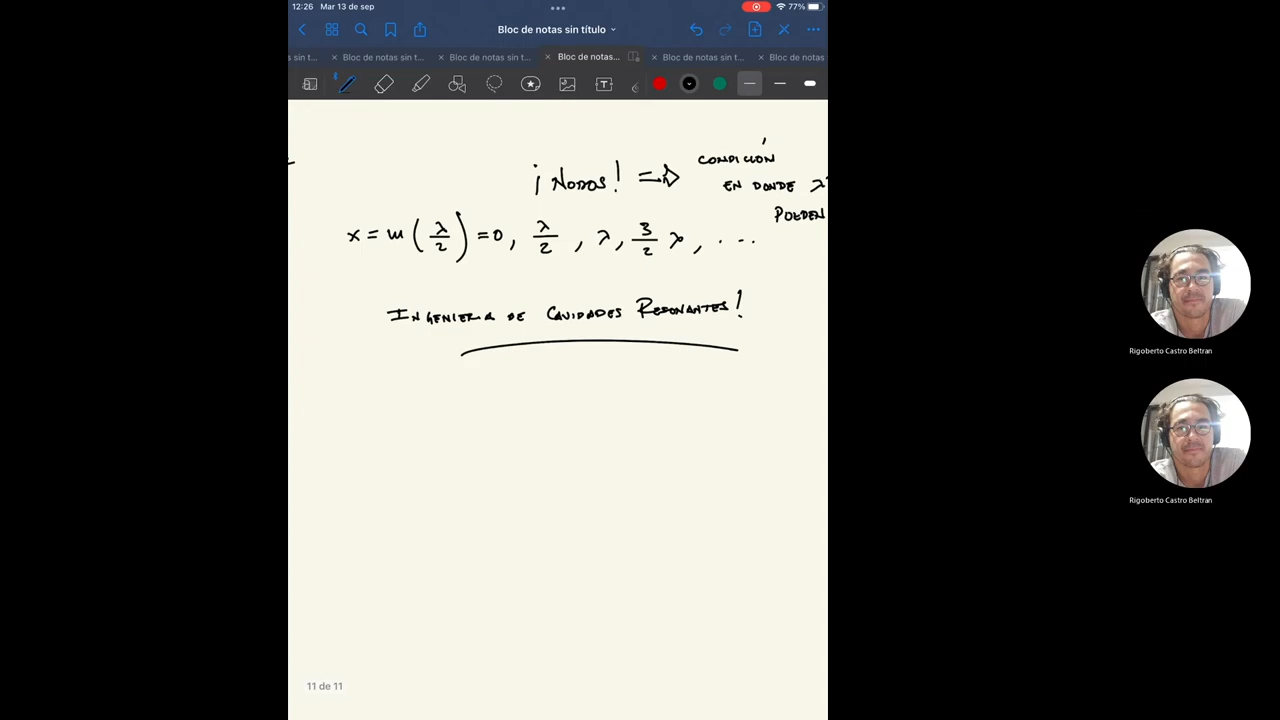 12:26 Mar 13 de sep 77%
Bloc de notas sin título
s sin t... Bloc de notas sin t... Bloc de notas sin t... Bloc de notas... Bloc de notas sin t... Bloc de notas
¡Nodos! ⇒ CONDICIÓN
EN DONDE λ
PUEDEN
x = m (λ/2) = 0, λ/2, λ, 3/2 λ, ...
INGENIERIA DE CAVIDADES RESONANTES!
Rigoberto Castro Beltran
Rigoberto Castro Beltran
11 de 11